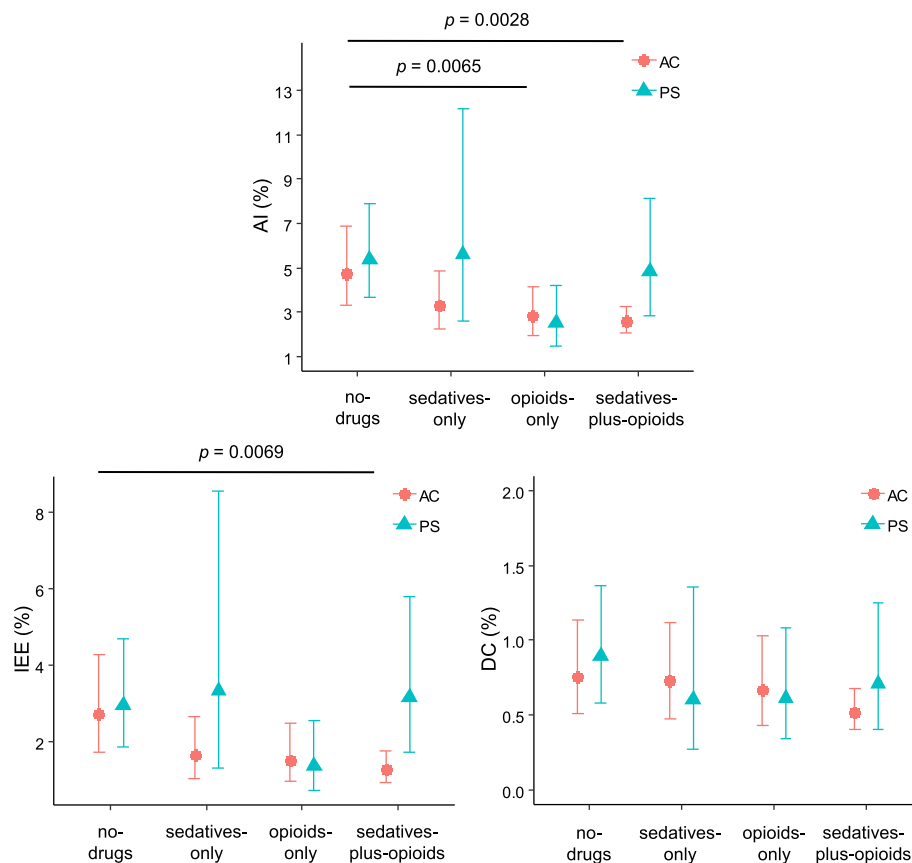 p = 0.0028
p = 0.0065
AC
PS
13
11
9
7
5
3
1
AI (%)
no-drugs
sedatives-only
opioids-only
sedatives-plus-opioids
p = 0.0069
AC
PS
8
6
4
2
IEE (%)
no-drugs
sedatives-only
opioids-only
sedatives-plus-opioids
AC
PS
2.0
1.5
1.0
0.5
0.0
DC (%)
no-drugs
sedatives-only
opioids-only
sedatives-plus-opioids